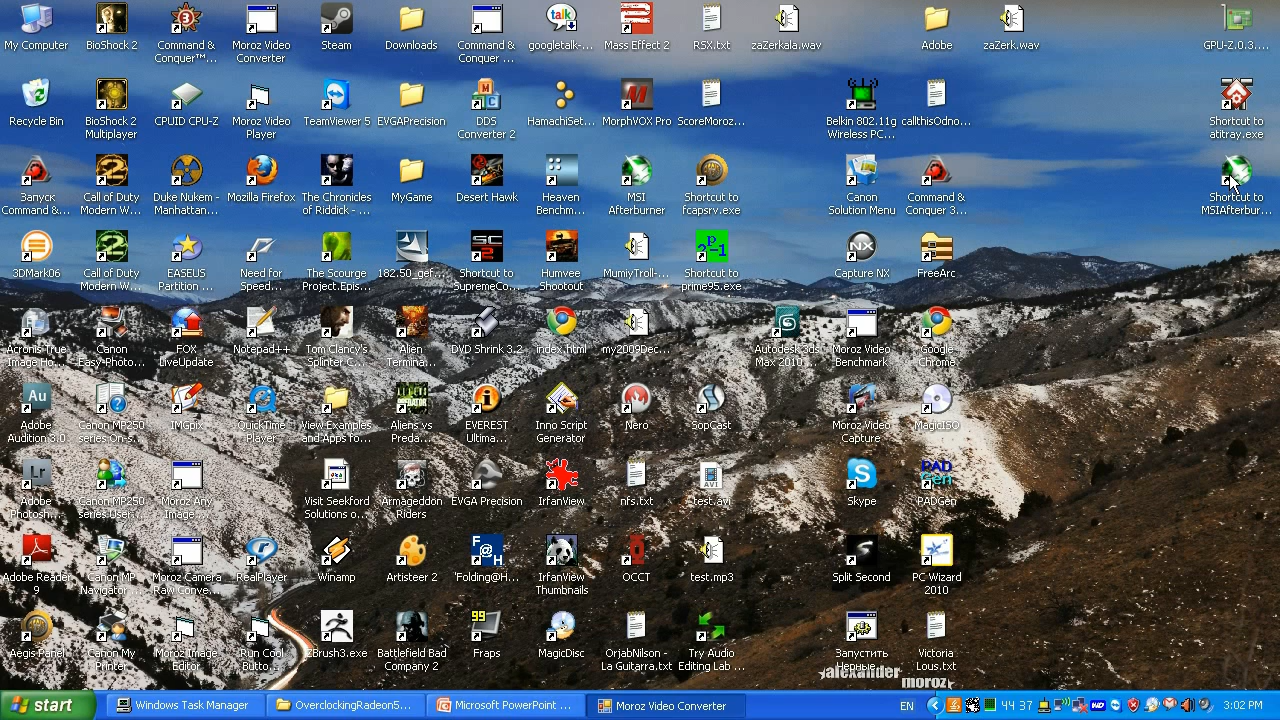 My Computer
BioShock 2
Command & Conquer™...
Moroz Video Converter
Steam
Downloads
Command & Conquer ...
googletalk-...
Mass Effect 2
RSX.txt
zaZerkala.wav
Adobe
zaZerk.wav
GPU-Z.0.3....
Recycle Bin
BioShock 2 Multiplayer
CPUID CPU-Z
Moroz Video Player
TeamViewer 5
EVGAPrecision
DDS Converter 2
HamachiSet...
MorphVOX Pro
ScoreMoroz...
Belkin 802.11g Wireless PC...
callthisOdno...
Shortcut to atitray.exe
Запуск Command &...
Call of Duty Modern W...
Duke Nukem - Manhattan...
Mozilla Firefox
The Chronicles of Riddick - ...
MyGame
Desert Hawk
Heaven Benchm...
MSI Afterburner
Shortcut to fcapsrv.exe
Canon Solution Menu
Command & Conquer 3...
Shortcut to MSIAfterbur...
3DMark06
Call of Duty Modern W...
EASEUS Partition ...
Need for Speed...
The Scourge Project.Epis...
182.50_gef...
Shortcut to SupremeCo...
Humvee Shootout
MumiyTroll-...
Shortcut to prime95.exe
Capture NX
FreeArc
Acronis True Image Ho...
Canon Easy-Photo...
FOX LiveUpdate
Notepad++
Tom Clancy's Splinter C...
Alien Termina...
DVD Shrink 3.2
index.html
my2009Dec...
Autodesk 3ds Max 2010 ...
Moroz Video Benchmark
Google Chrome
Adobe Audition 3.0
Canon MP250 series On-s...
IMGpix
QuickTime Player
View Examples and Apps fo...
Aliens vs Preda...
EVEREST Ultima...
Inno Script Generator
Nero
SopCast
Moroz Video Capture
MagicISO
Adobe Photosh...
Canon MP250 series User...
Moroz Any Image ...
Visit Seekford Solutions o...
Armageddon Riders
EVGA Precision
IrfanView
nfs.txt
test.avi
Skype
PADGen
Adobe Reader 9
Canon MP Navigator ...
Moroz Camera Raw Conve...
RealPlayer
Winamp
Artisteer 2
'Folding@H...
IrfanView Thumbnails
OCCT
test.mp3
Split Second
PC Wizard 2010
Aegis Panel
Canon My Printer
Moroz Image Editor
Run Cool Butto...
ZBrush3.exe
Battlefield Bad Company 2
Fraps
MagicDisc
OrjabNilson - La Guitarra.txt
Try Audio Editing Lab ...
Запустить Нервные...
Victoria Lous.txt
alexander moroz
start
Windows Task Manager
OverclockingRadeon5...
Microsoft PowerPoint ...
Moroz Video Converter
EN
44 37
3:02 PM